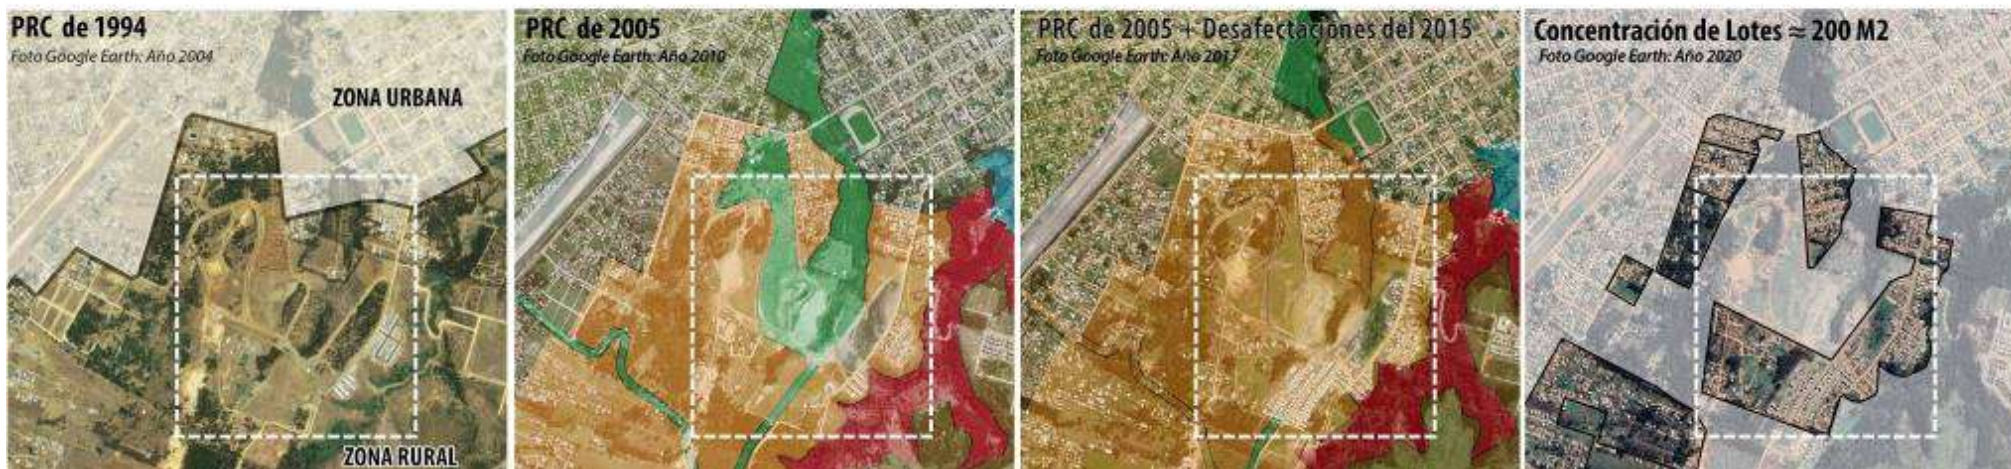 PRC de 1994
Foto Google Earth: Año 2004
ZONA URBANA
ZONA RURAL
PRC de 2005
Foto Google Earth: Año 2010
PRC de 2005 + Desafectaciones del 2015
Foto Google Earth: Año 2017
Concentración de Lotes ≈ 200 M2
Foto Google Earth: Año 2020